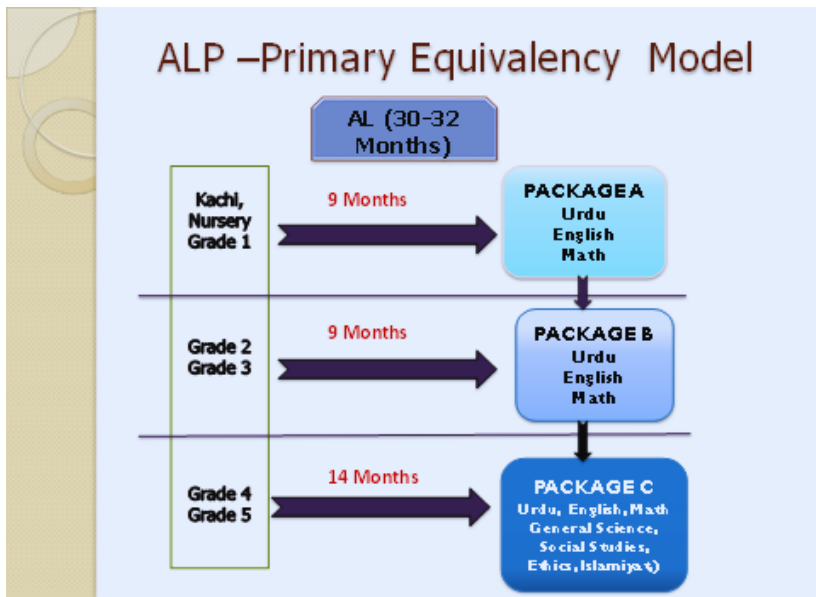 ALP –Primary Equivalency Model
AL (30-32
Months)
Kachi,
Nursery
Grade 1
9 Months
PACKAGE A
Urdu
English
Math
Grade 2
Grade 3
9 Months
PACKAGE B
Urdu
English
Math
Grade 4
Grade 5
14 Months
PACKAGE C
Urdu, English, Math
General Science,
Social Studies,
Ethics, Islamiyat,)